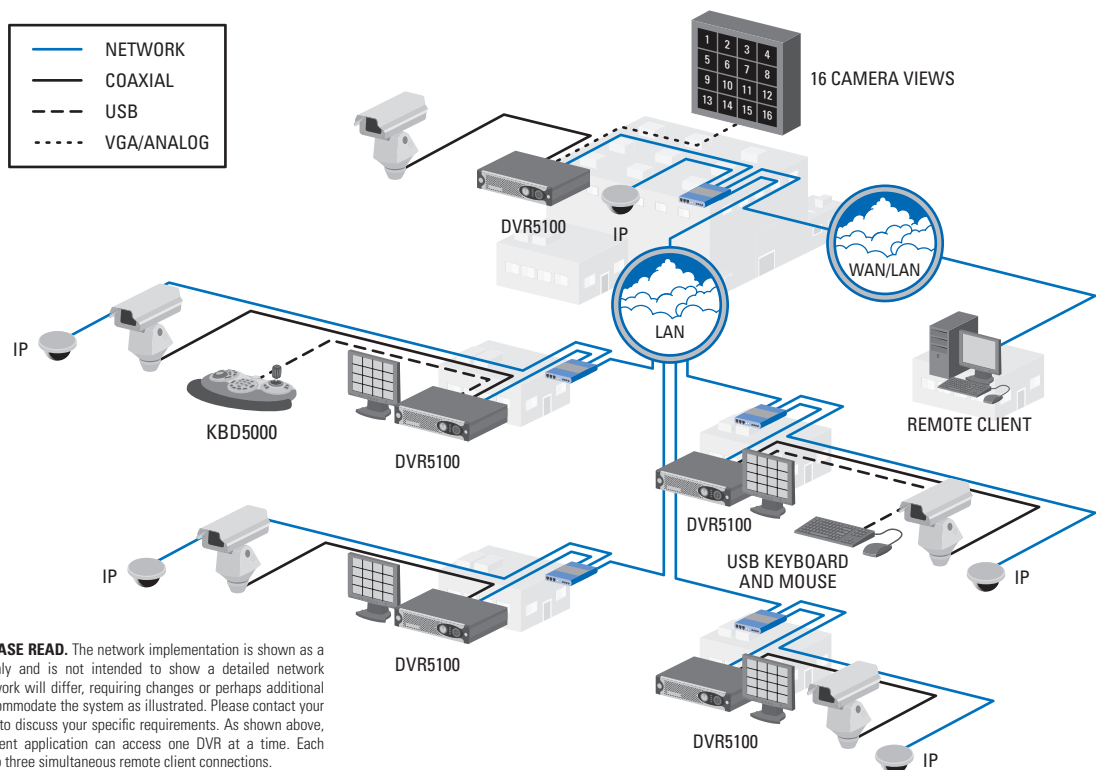 NETWORK
COAXIAL
USB
VGA/ANALOG
1 2 3 4
5 6 7 8
9 10 11 12
13 14 15 16
16 CAMERA VIEWS
DVR5100
IP
WAN/LAN
LAN
IP
KBD5000
DVR5100
REMOTE CLIENT
DVR5100
USB KEYBOARD
AND MOUSE
IP
IP
DVR5100
DVR5100
IP
ASE READ. The network implementation is shown as a
ly and is not intended to show a detailed network
work will differ, requiring changes or perhaps additional
ommodate the system as illustrated. Please contact your
to discuss your specific requirements. As shown above,
ent application can access one DVR at a time. Each
three simultaneous remote client connections.